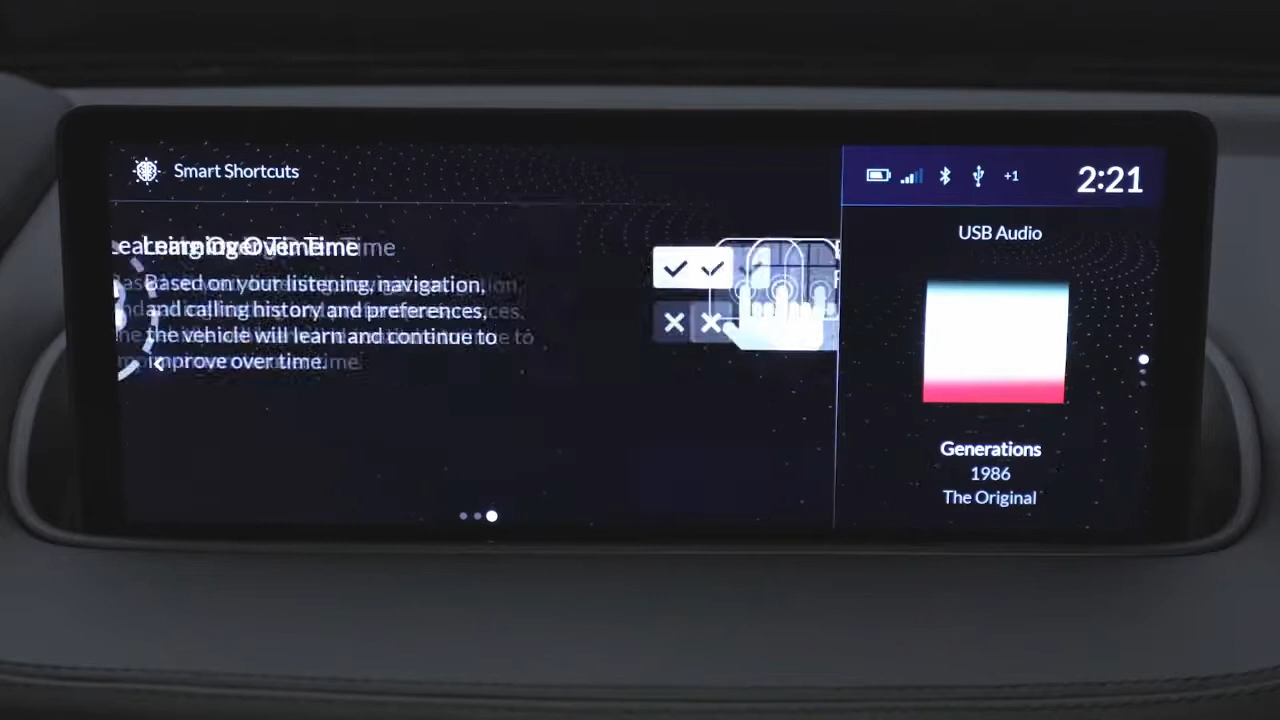 Smart Shortcuts
+1
2:21
Learning Over Time
Based on your listening, navigation,
and calling history and preferences,
the vehicle will learn and continue to
improve over time.
USB Audio
Generations
1986
The Original